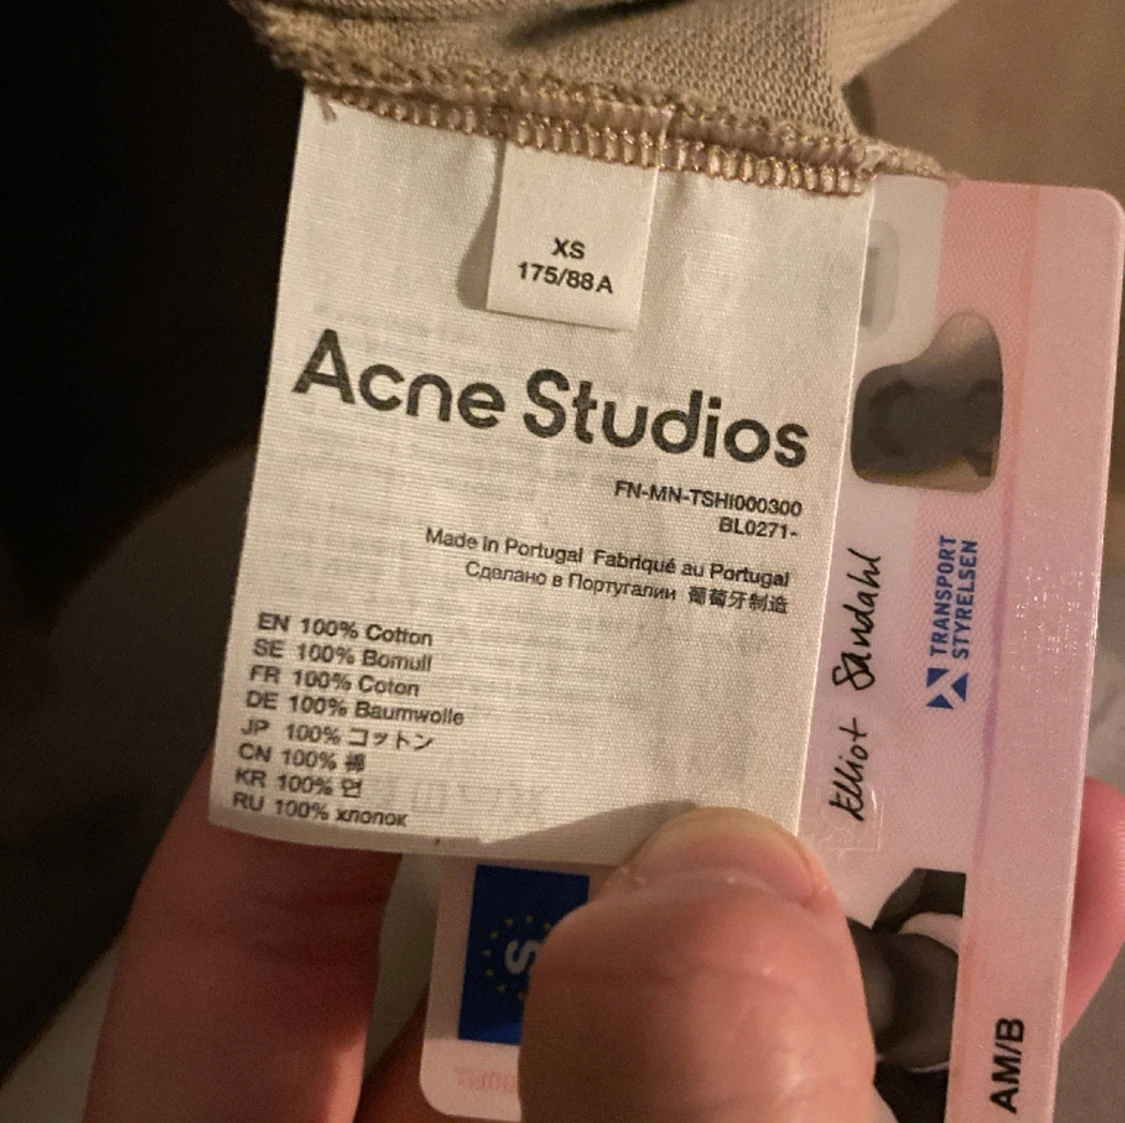 XS
175/88A
Acne Studios
FN-MN-TSHI000300
BL0271-
Made in Portugal Fabriqué au Portugal
Сделано в Португалии 葡萄牙制造
EN 100% Cotton
SE 100% Bomull
FR 100% Coton
DE 100% Baumwolle
JP 100% コットン
CN 100% 棉
KR 100% 면
RU 100% хлопок
Elliot Sandahl
TRANSPORT
STYRELSEN
AM/B
S